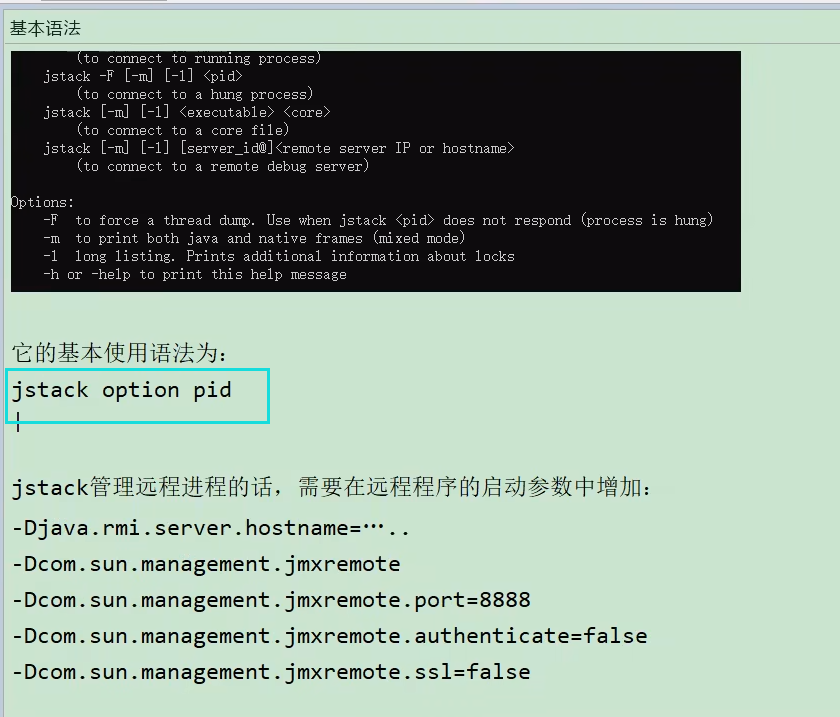 基本语法
(to connect to running process)
jstack -F [-m] [-l] <pid>
(to connect to a hung process)
jstack [-m] [-l] <executable> <core>
(to connect to a core file)
jstack [-m] [-l] [server_id@]<remote server IP or hostname>
(to connect to a remote debug server)
Options:
-F to force a thread dump. Use when jstack <pid> does not respond (process is hung)
-m to print both java and native frames (mixed mode)
-l long listing. Prints additional information about locks
-h or -help to print this help message
它的基本使用语法为：
jstack option pid
jstack管理远程进程的话，需要在远程程序的启动参数中增加：
-Djava.rmi.server.hostname=…..
-Dcom.sun.management.jmxremote
-Dcom.sun.management.jmxremote.port=8888
-Dcom.sun.management.jmxremote.authenticate=false
-Dcom.sun.management.jmxremote.ssl=false